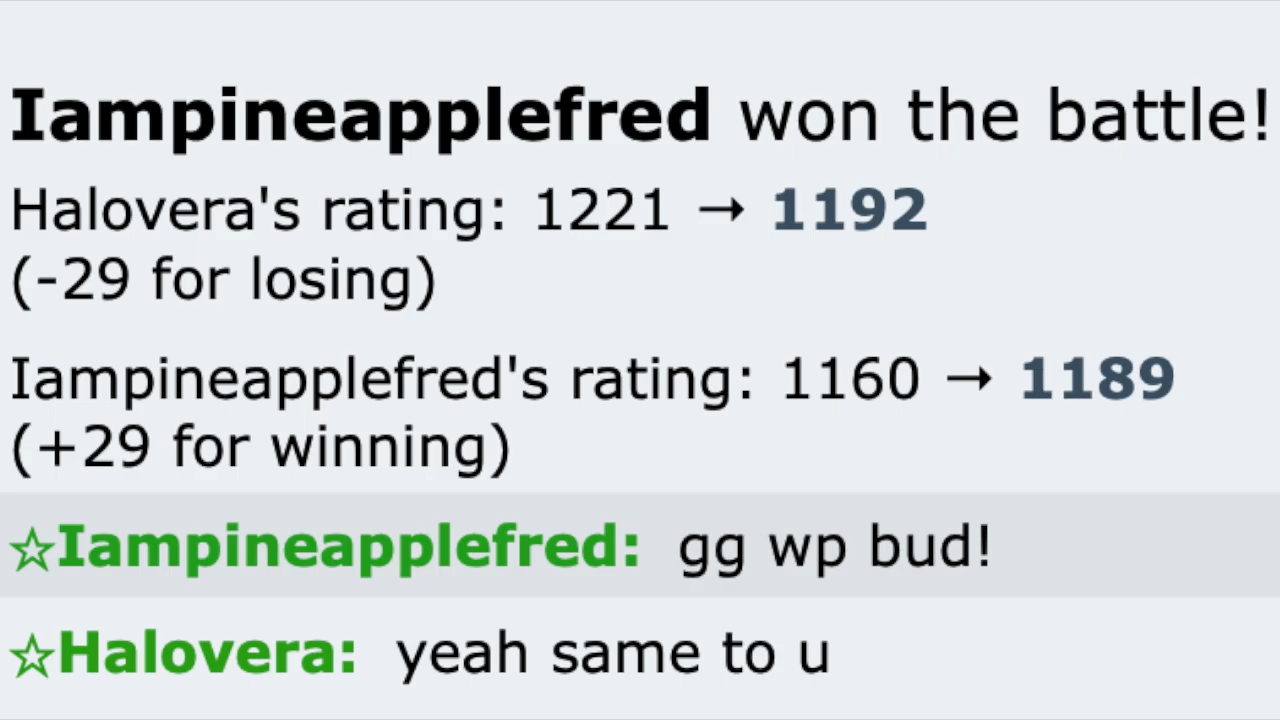 Iampineapplefred won the battle!
Halovera's rating: 1221 → 1192
(-29 for losing)
Iampineapplefred's rating: 1160 → 1189
(+29 for winning)
☆Iampineapplefred: gg wp bud!
☆Halovera: yeah same to u